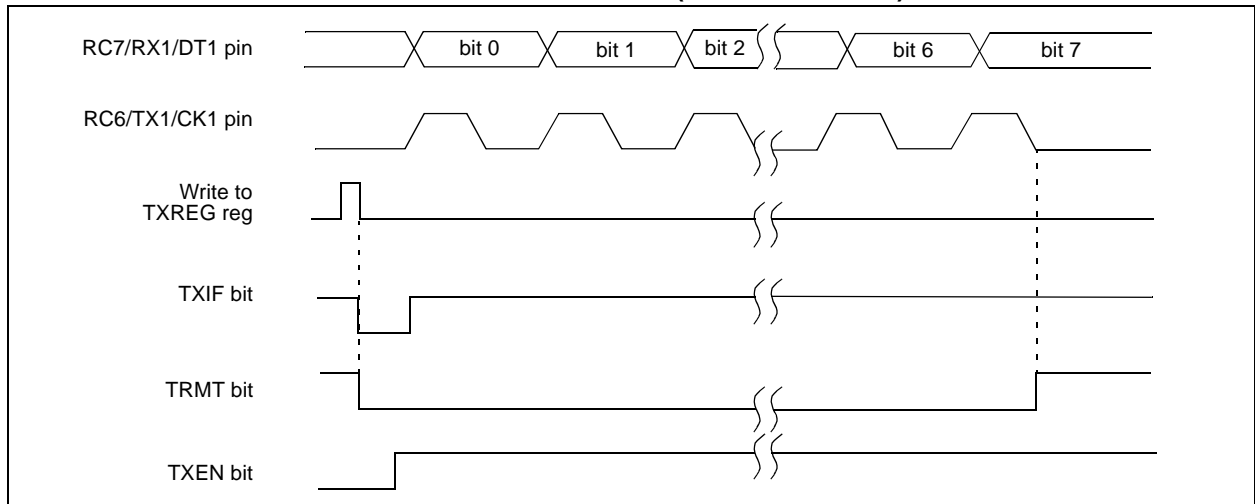 RC7/RX1/DT1 pin
bit 0
bit 1
bit 2
bit 6
bit 7
RC6/TX1/CK1 pin
Write to
TXREG reg
TXIF bit
TRMT bit
TXEN bit